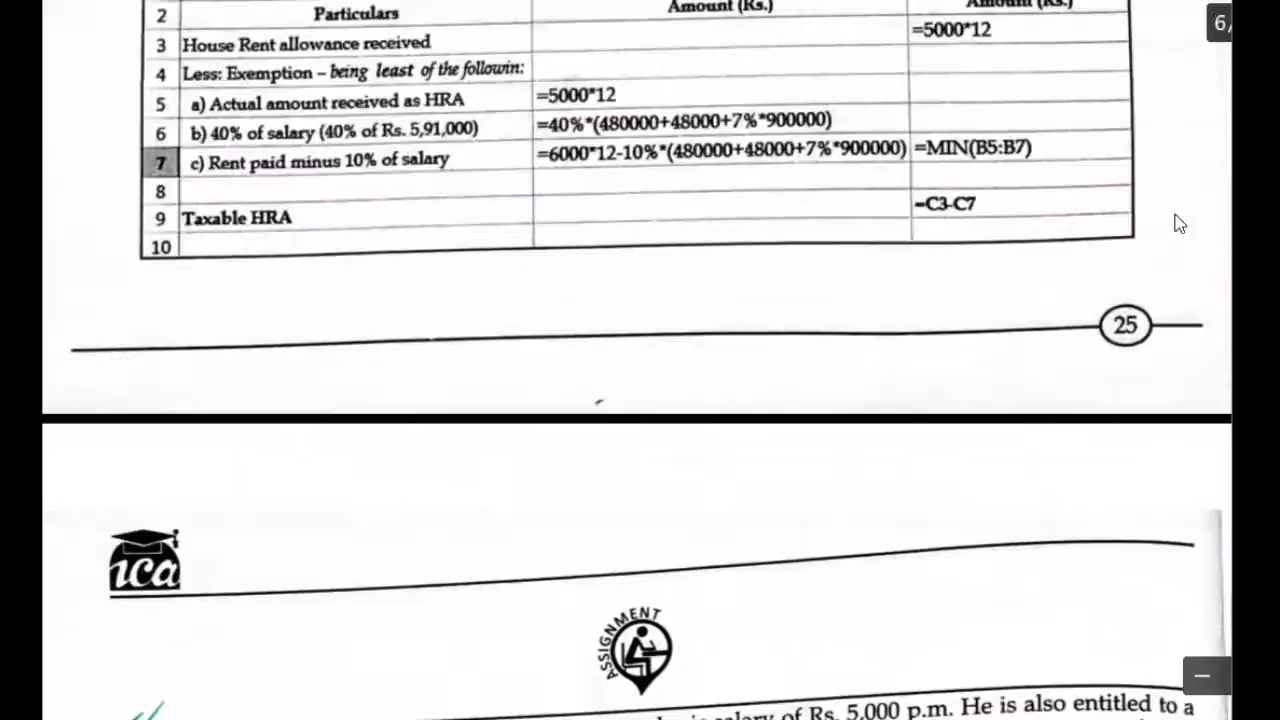 Amount (Rs.)
Amount (Rs.)
2 Particulars
3 House Rent allowance received =5000*12
4 Less: Exemption – being least of the followin:
5 a) Actual amount received as HRA =5000*12
6 b) 40% of salary (40% of Rs. 5,91,000) =40%*(480000+48000+7%*900000)
7 c) Rent paid minus 10% of salary =6000*12-10%*(480000+48000+7%*900000) =MIN(B5:B7)
8
9 Taxable HRA =C3-C7
10
25
6/
ica
ASSIGNMENT
salary of Rs. 5,000 p.m. He is also entitled to a